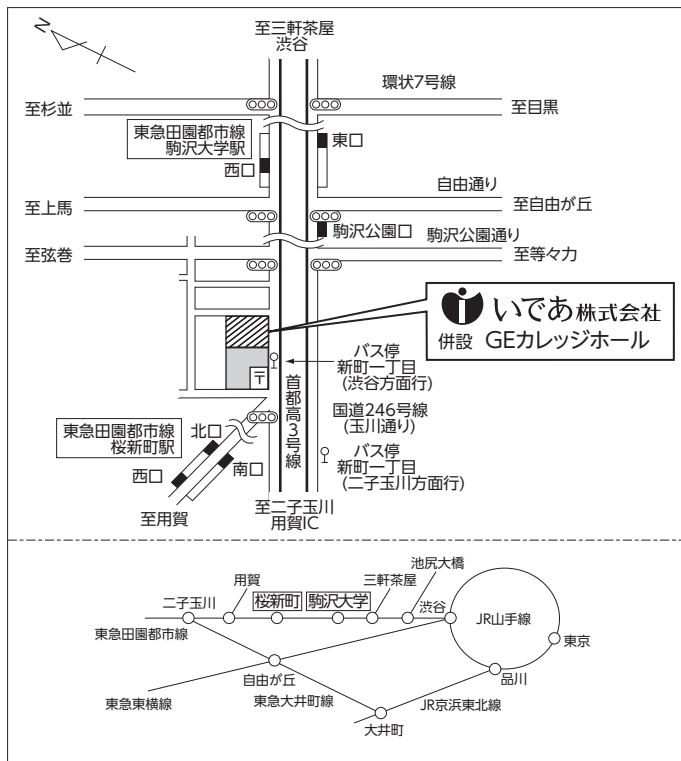 N
至三軒茶屋
渋谷
環状7号線
至杉並
至目黒
東急田園都市線
駒沢大学駅
東口
西口
自由通り
至上馬
至自由が丘
駒沢公園口
駒沢公園通り
至弦巻
至等々力
いであ株式会社
併設 GEカレッジホール
バス停
新町一丁目
(渋谷方面行)
〒
首都高3号線
国道246号線
(玉川通り)
東急田園都市線
桜新町駅
北口
西口
南口
バス停
新町一丁目
(二子玉川方面行)
至用賀
至二子玉川
用賀IC
池尻大橋
用賀
三軒茶屋
二子玉川
桜新町
駒沢大学
渋谷
JR山手線
東急田園都市線
東京
自由が丘
品川
東急東横線
東急大井町線
JR京浜東北線
大井町